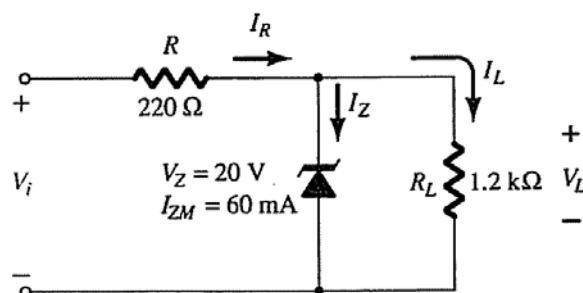 R
I_R
220 Ω
I_L
I_Z
+
V_i
−
V_Z = 20 V
I_ZM = 60 mA
R_L
1.2 kΩ
+
V_L
−